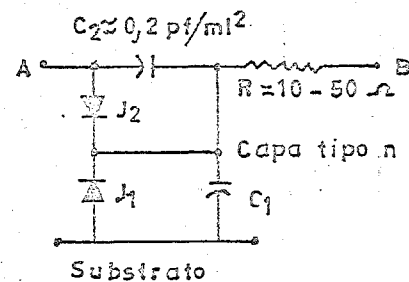 C₂≈0,2 pf/ml²
A
B
R=10-50 Ω
J₂
Capa tipo n
J₁
C₁
Substrato